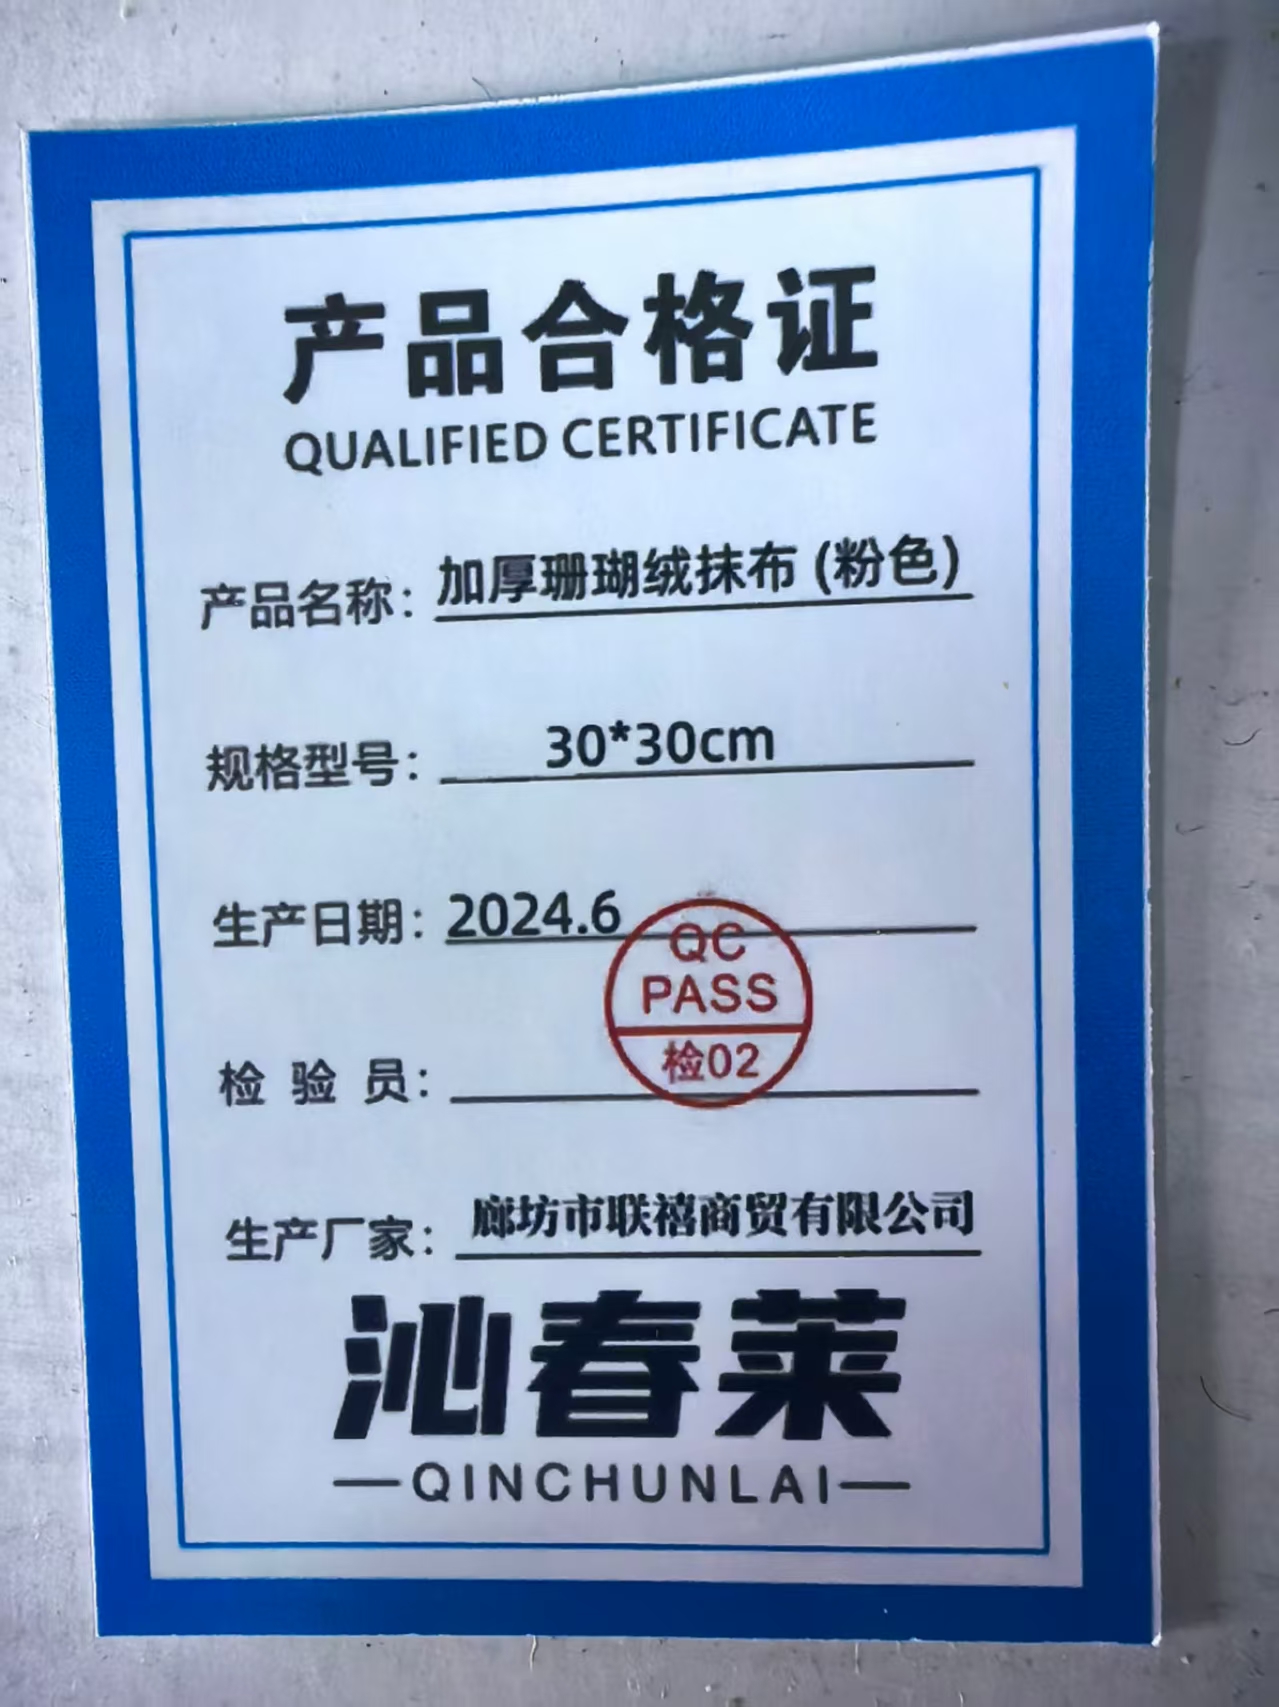 产品合格证
QUALIFIED CERTIFICATE
产品名称：加厚珊瑚绒抹布 (粉色)
规格型号：30*30cm
生产日期：2024.6
QC
PASS
检02
检 验 员：
生产厂家：廊坊市联禧商贸有限公司
沁春莱
—QINCHUNLAI—